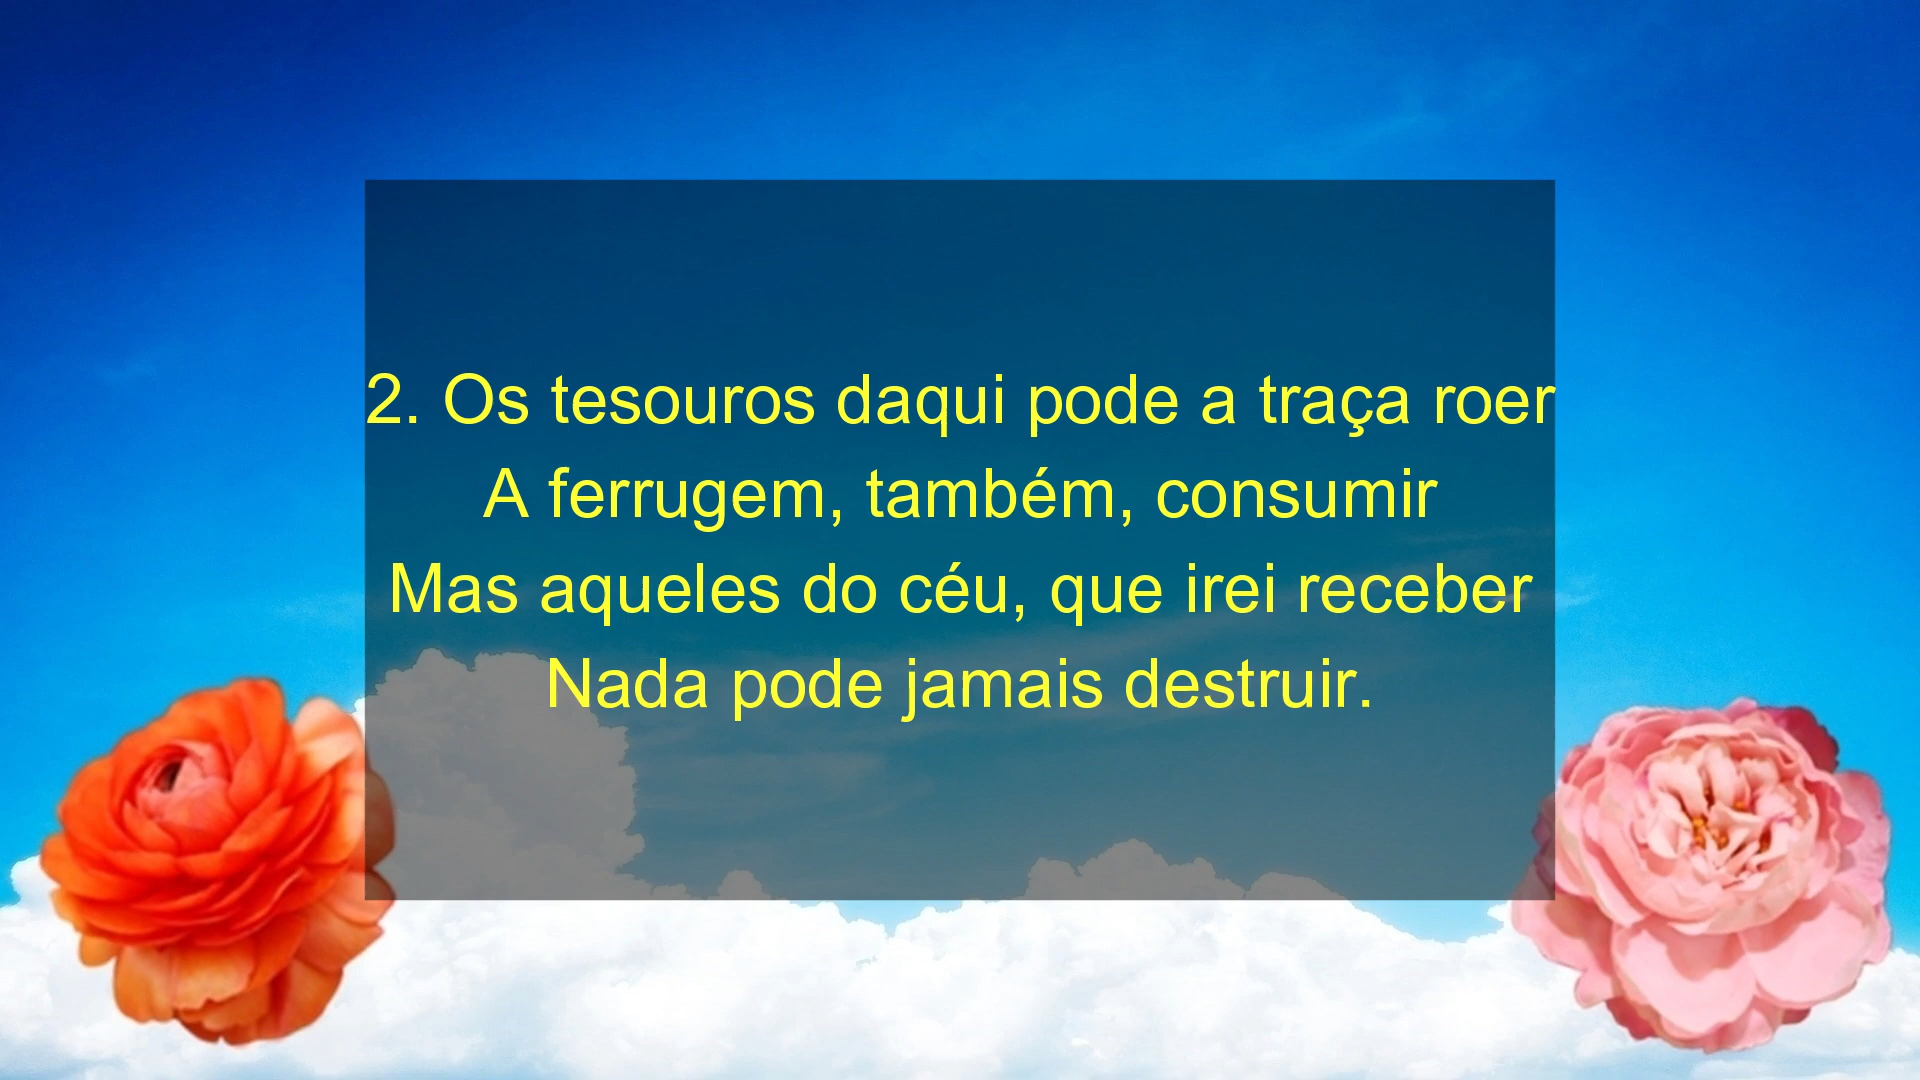 2. Os tesouros daqui pode a traça roer
A ferrugem, também, consumir
Mas aqueles do céu, que irei receber
Nada pode jamais destruir.